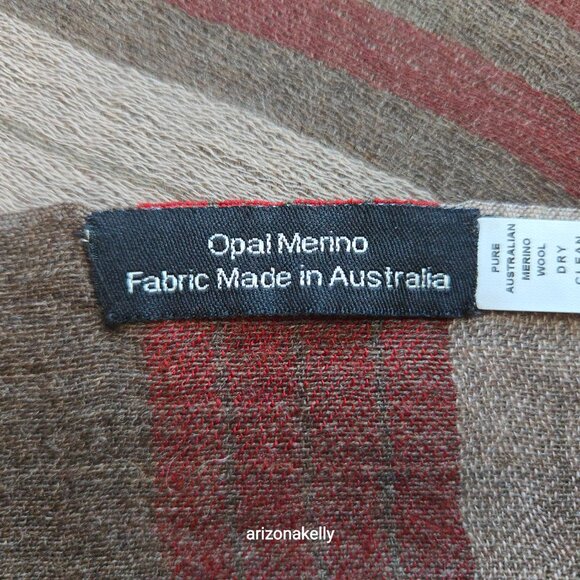 Opal Merino
Fabric Made in Australia
PURE
AUSTRALIAN
MERINO
WOOL
DRY
CLEAN
arizonakelly